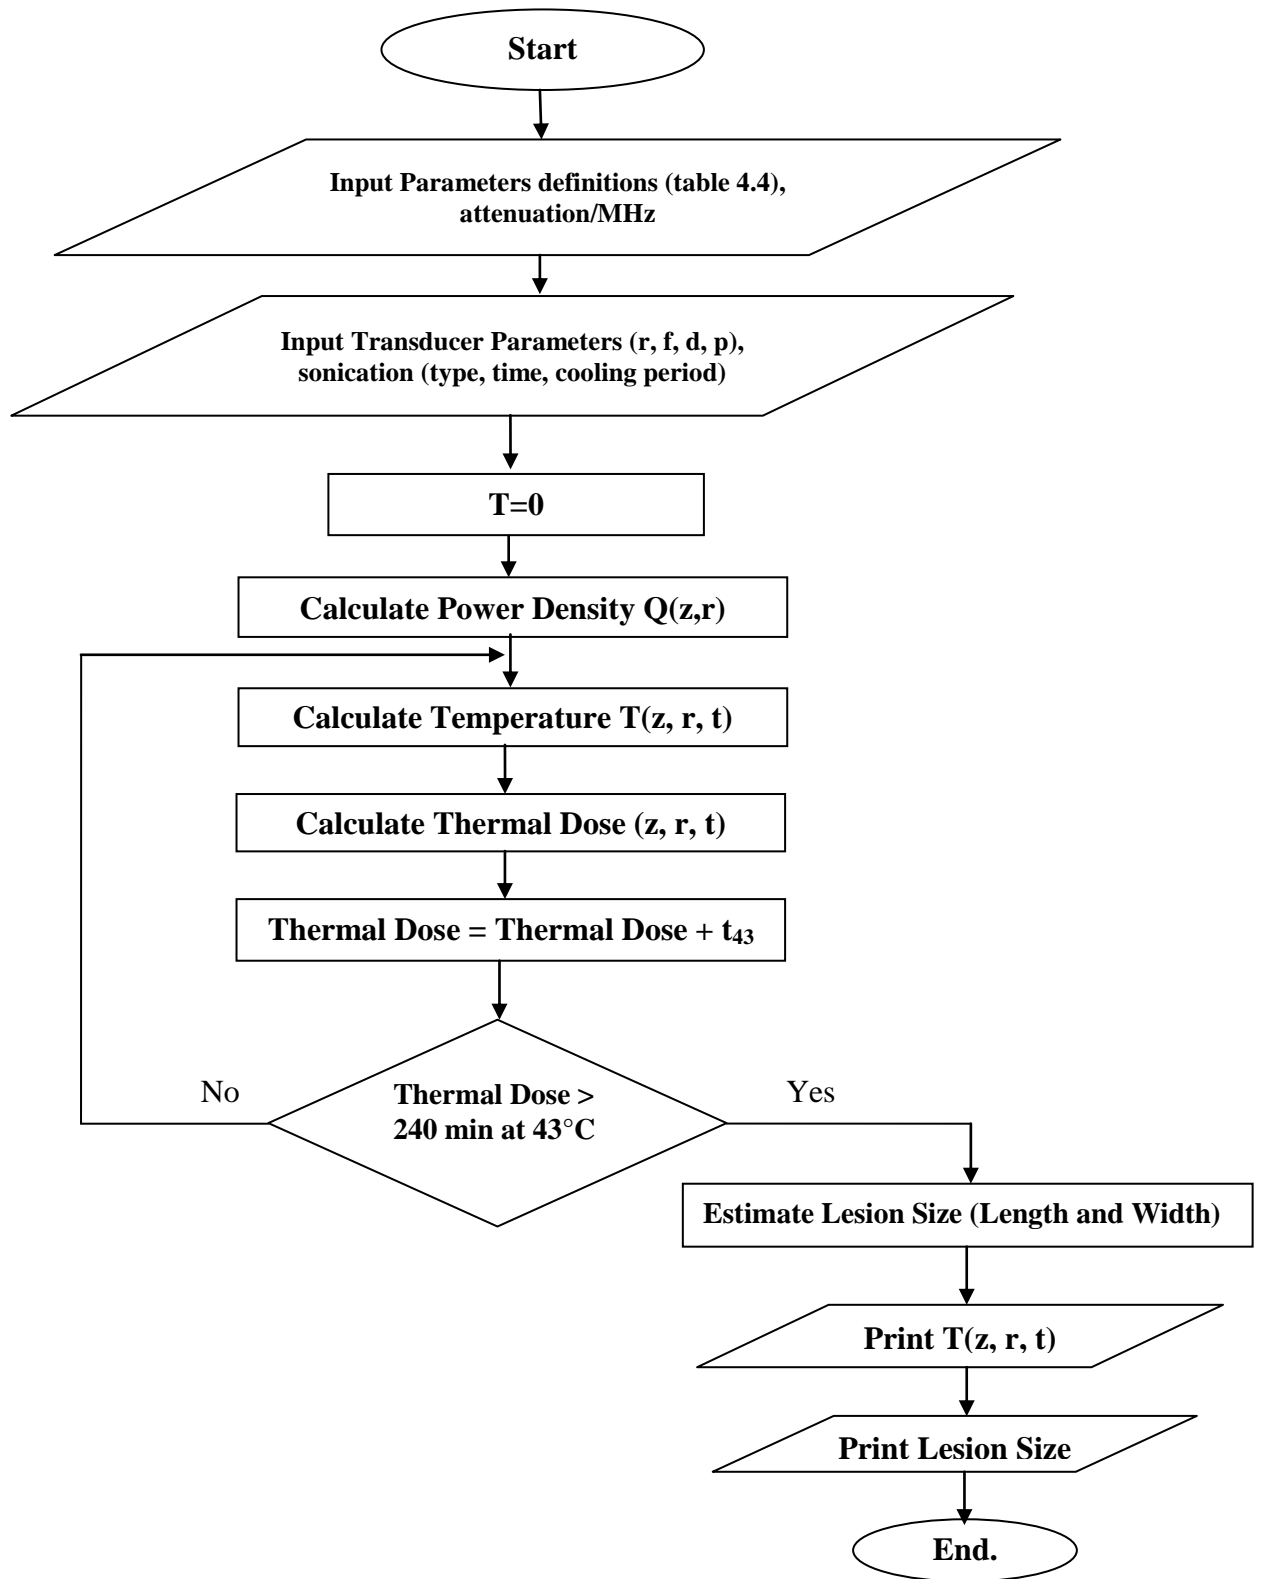 Start
Input Parameters definitions (table 4.4),
attenuation/MHz
Input Transducer Parameters (r, f, d, p),
sonication (type, time, cooling period)
T=0
Calculate Power Density Q(z,r)
Calculate Temperature T(z, r, t)
Calculate Thermal Dose (z, r, t)
Thermal Dose = Thermal Dose + t₄₃
No
Thermal Dose >
240 min at 43°C
Yes
Estimate Lesion Size (Length and Width)
Print T(z, r, t)
Print Lesion Size
End.